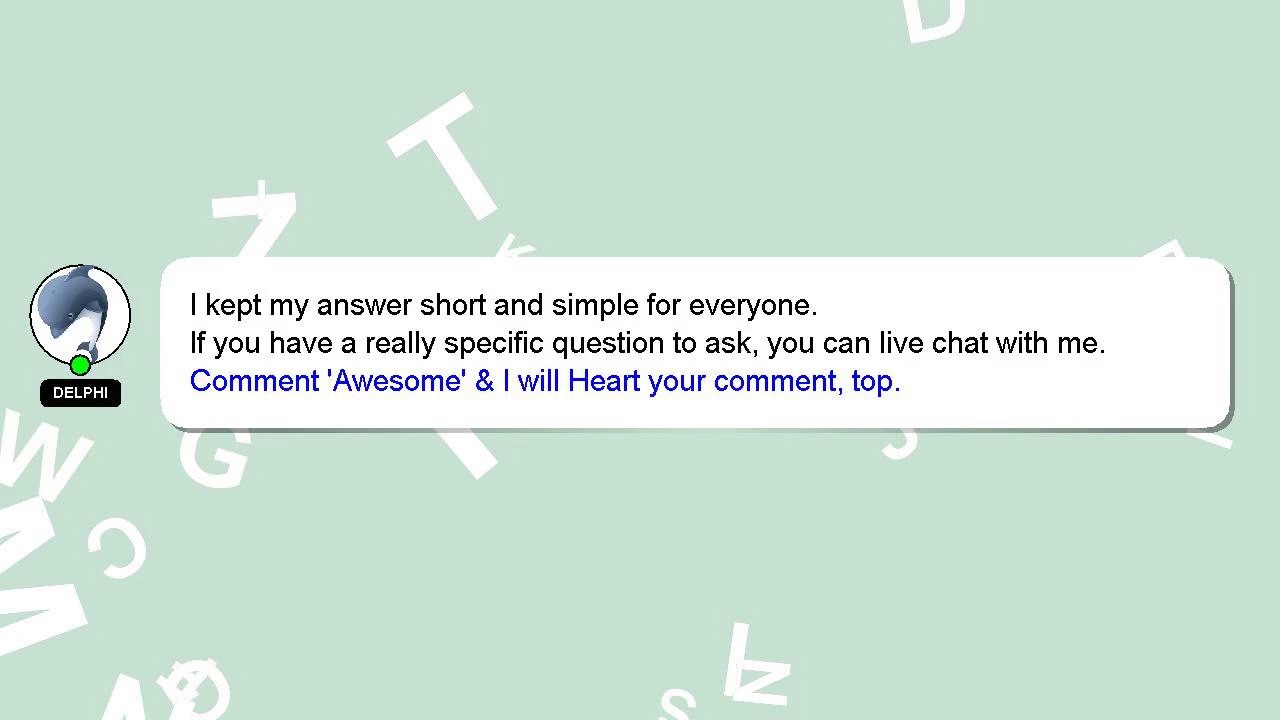 I kept my answer short and simple for everyone.
If you have a really specific question to ask, you can live chat with me.
Comment 'Awesome' & I will Heart your comment, top.
DELPHI